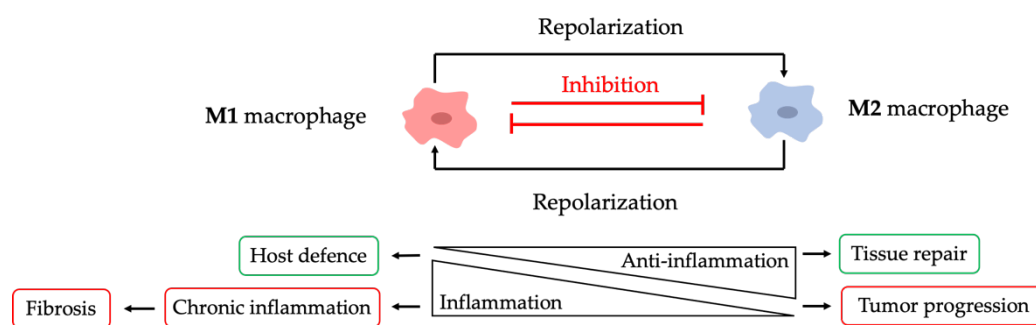 Repolarization
Inhibition
M1 macrophage
M2 macrophage
Repolarization
Host defence
Anti-inflammation
Tissue repair
Fibrosis
Chronic inflammation
Inflammation
Tumor progression